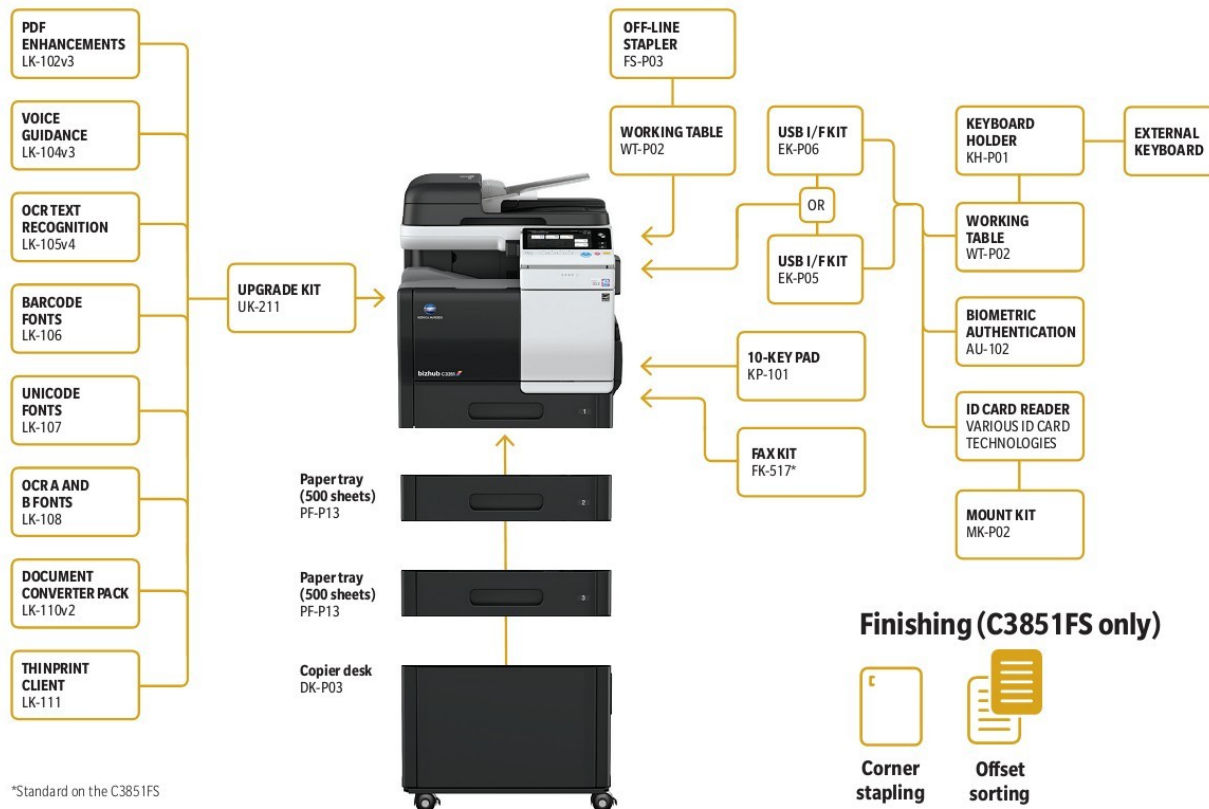 PDF
ENHANCEMENTS
LK-102v3
VOICE
GUIDANCE
LK-104v3
OCR TEXT
RECOGNITION
LK-105v4
BARCODE
FONTS
LK-106
UNICODE
FONTS
LK-107
OCR A AND
B FONTS
LK-108
DOCUMENT
CONVERTER PACK
LK-110v2
THINPRINT
CLIENT
LK-111
*Standard on the C3851FS
UPGRADE KIT
UK-211
KONICA MINOLTA
1
Paper tray
(500 sheets)
PF-P13
2
Paper tray
(500 sheets)
PF-P13
3
Copier desk
DK-P03
OFF-LINE
STAPLER
FS-P03
WORKING TABLE
WT-P02
USB I/F KIT
EK-P06
OR
USB I/F KIT
EK-P05
10-KEY PAD
KP-101
FAX KIT
FK-517*
KEYBOARD
HOLDER
KH-P01
EXTERNAL
KEYBOARD
WORKING
TABLE
WT-P02
BIOMETRIC
AUTHENTICATION
AU-102
ID CARD READER
VARIOUS ID CARD
TECHNOLOGIES
MOUNT KIT
MK-P02
Finishing (C3851FS only)
Corner
stapling
Offset
sorting